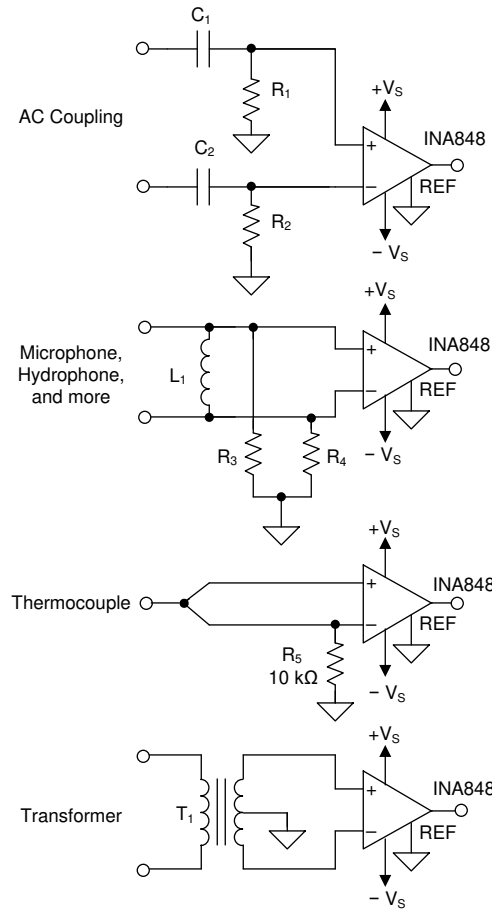 C₁
+Vₛ
R₁
INA848
AC Coupling
+
C₂
−
REF
R₂
− Vₛ
+Vₛ
INA848
Microphone,
Hydrophone,
and more
L₁
+
−
REF
R₃
R₄
− Vₛ
+Vₛ
INA848
Thermocouple
+
−
REF
R₅
10 kΩ
− Vₛ
+Vₛ
INA848
Transformer
T₁
+
−
REF
− Vₛ